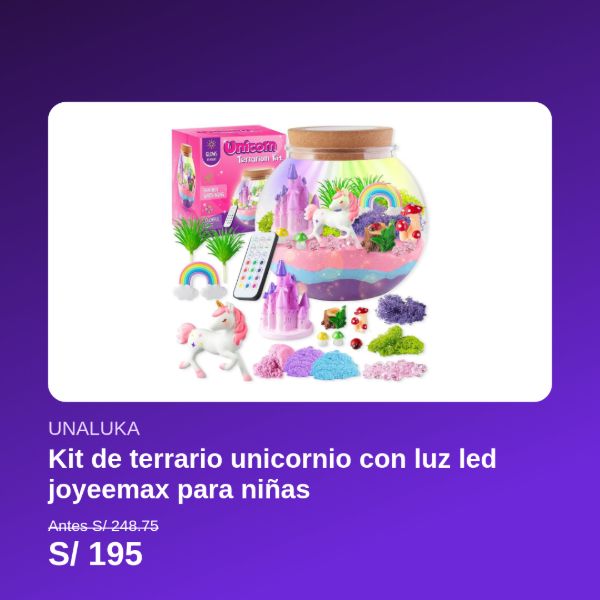 Unicorn
Terrarium Kit
UNALUKA
Kit de terrario unicornio con luz led
joyeemax para niñas
Antes S/ 248.75
S/ 195